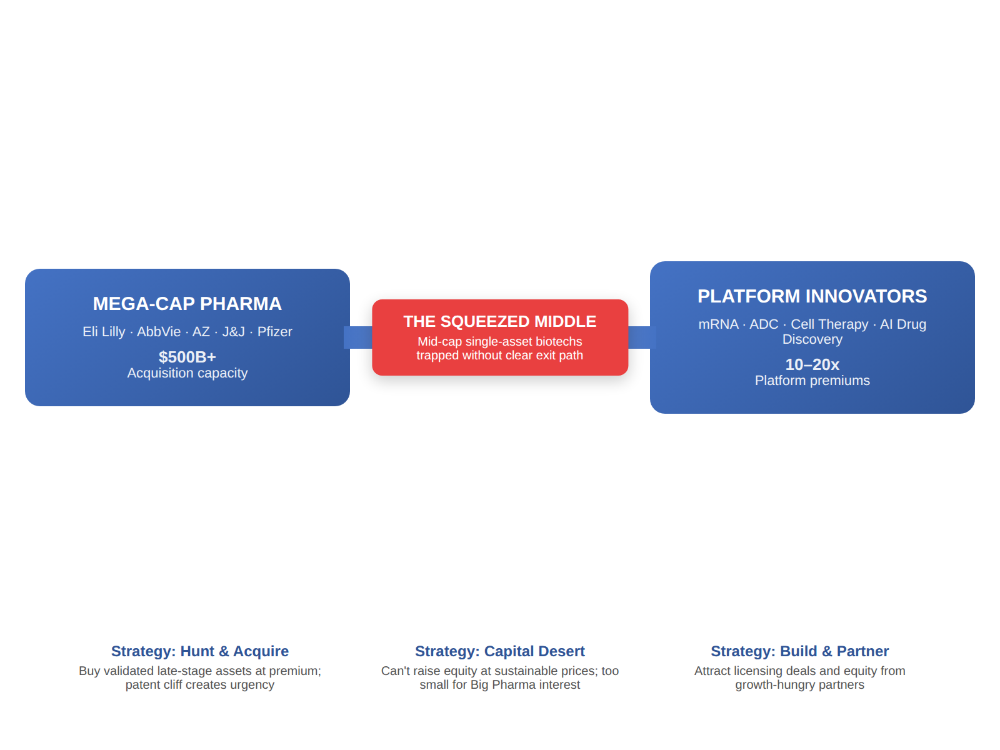 MEGA-CAP PHARMA
Eli Lilly · AbbVie · AZ · J&J · Pfizer
$500B+
Acquisition capacity
THE SQUEEZED MIDDLE
Mid-cap single-asset biotechs
trapped without clear exit path
PLATFORM INNOVATORS
mRNA · ADC · Cell Therapy · AI Drug
Discovery
10–20x
Platform premiums
Strategy: Hunt & Acquire
Buy validated late-stage assets at premium;
patent cliff creates urgency
Strategy: Capital Desert
Can't raise equity at sustainable prices; too
small for Big Pharma interest
Strategy: Build & Partner
Attract licensing deals and equity from
growth-hungry partners